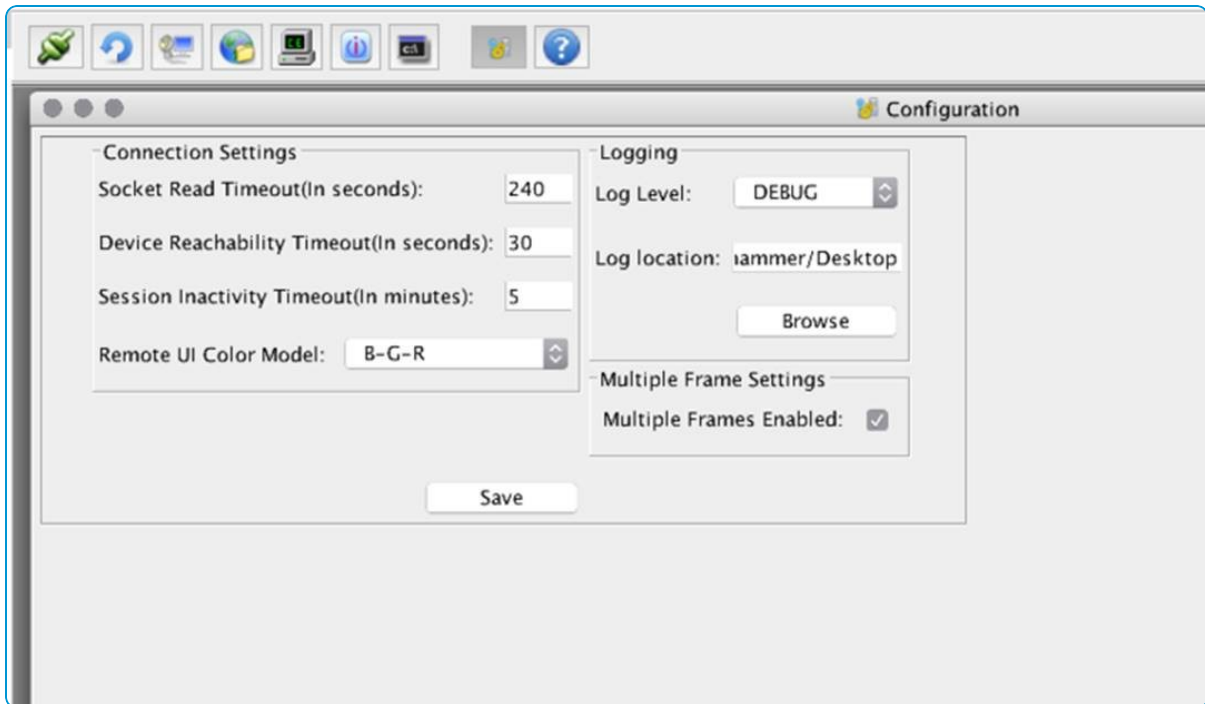 Configuration
Connection Settings
Socket Read Timeout(In seconds): 240
Device Reachability Timeout(In seconds): 30
Session Inactivity Timeout(In minutes): 5
Remote UI Color Model: B-G-R
Logging
Log Level: DEBUG
Log location: hammer/Desktop
Browse
Multiple Frame Settings
Multiple Frames Enabled:
Save